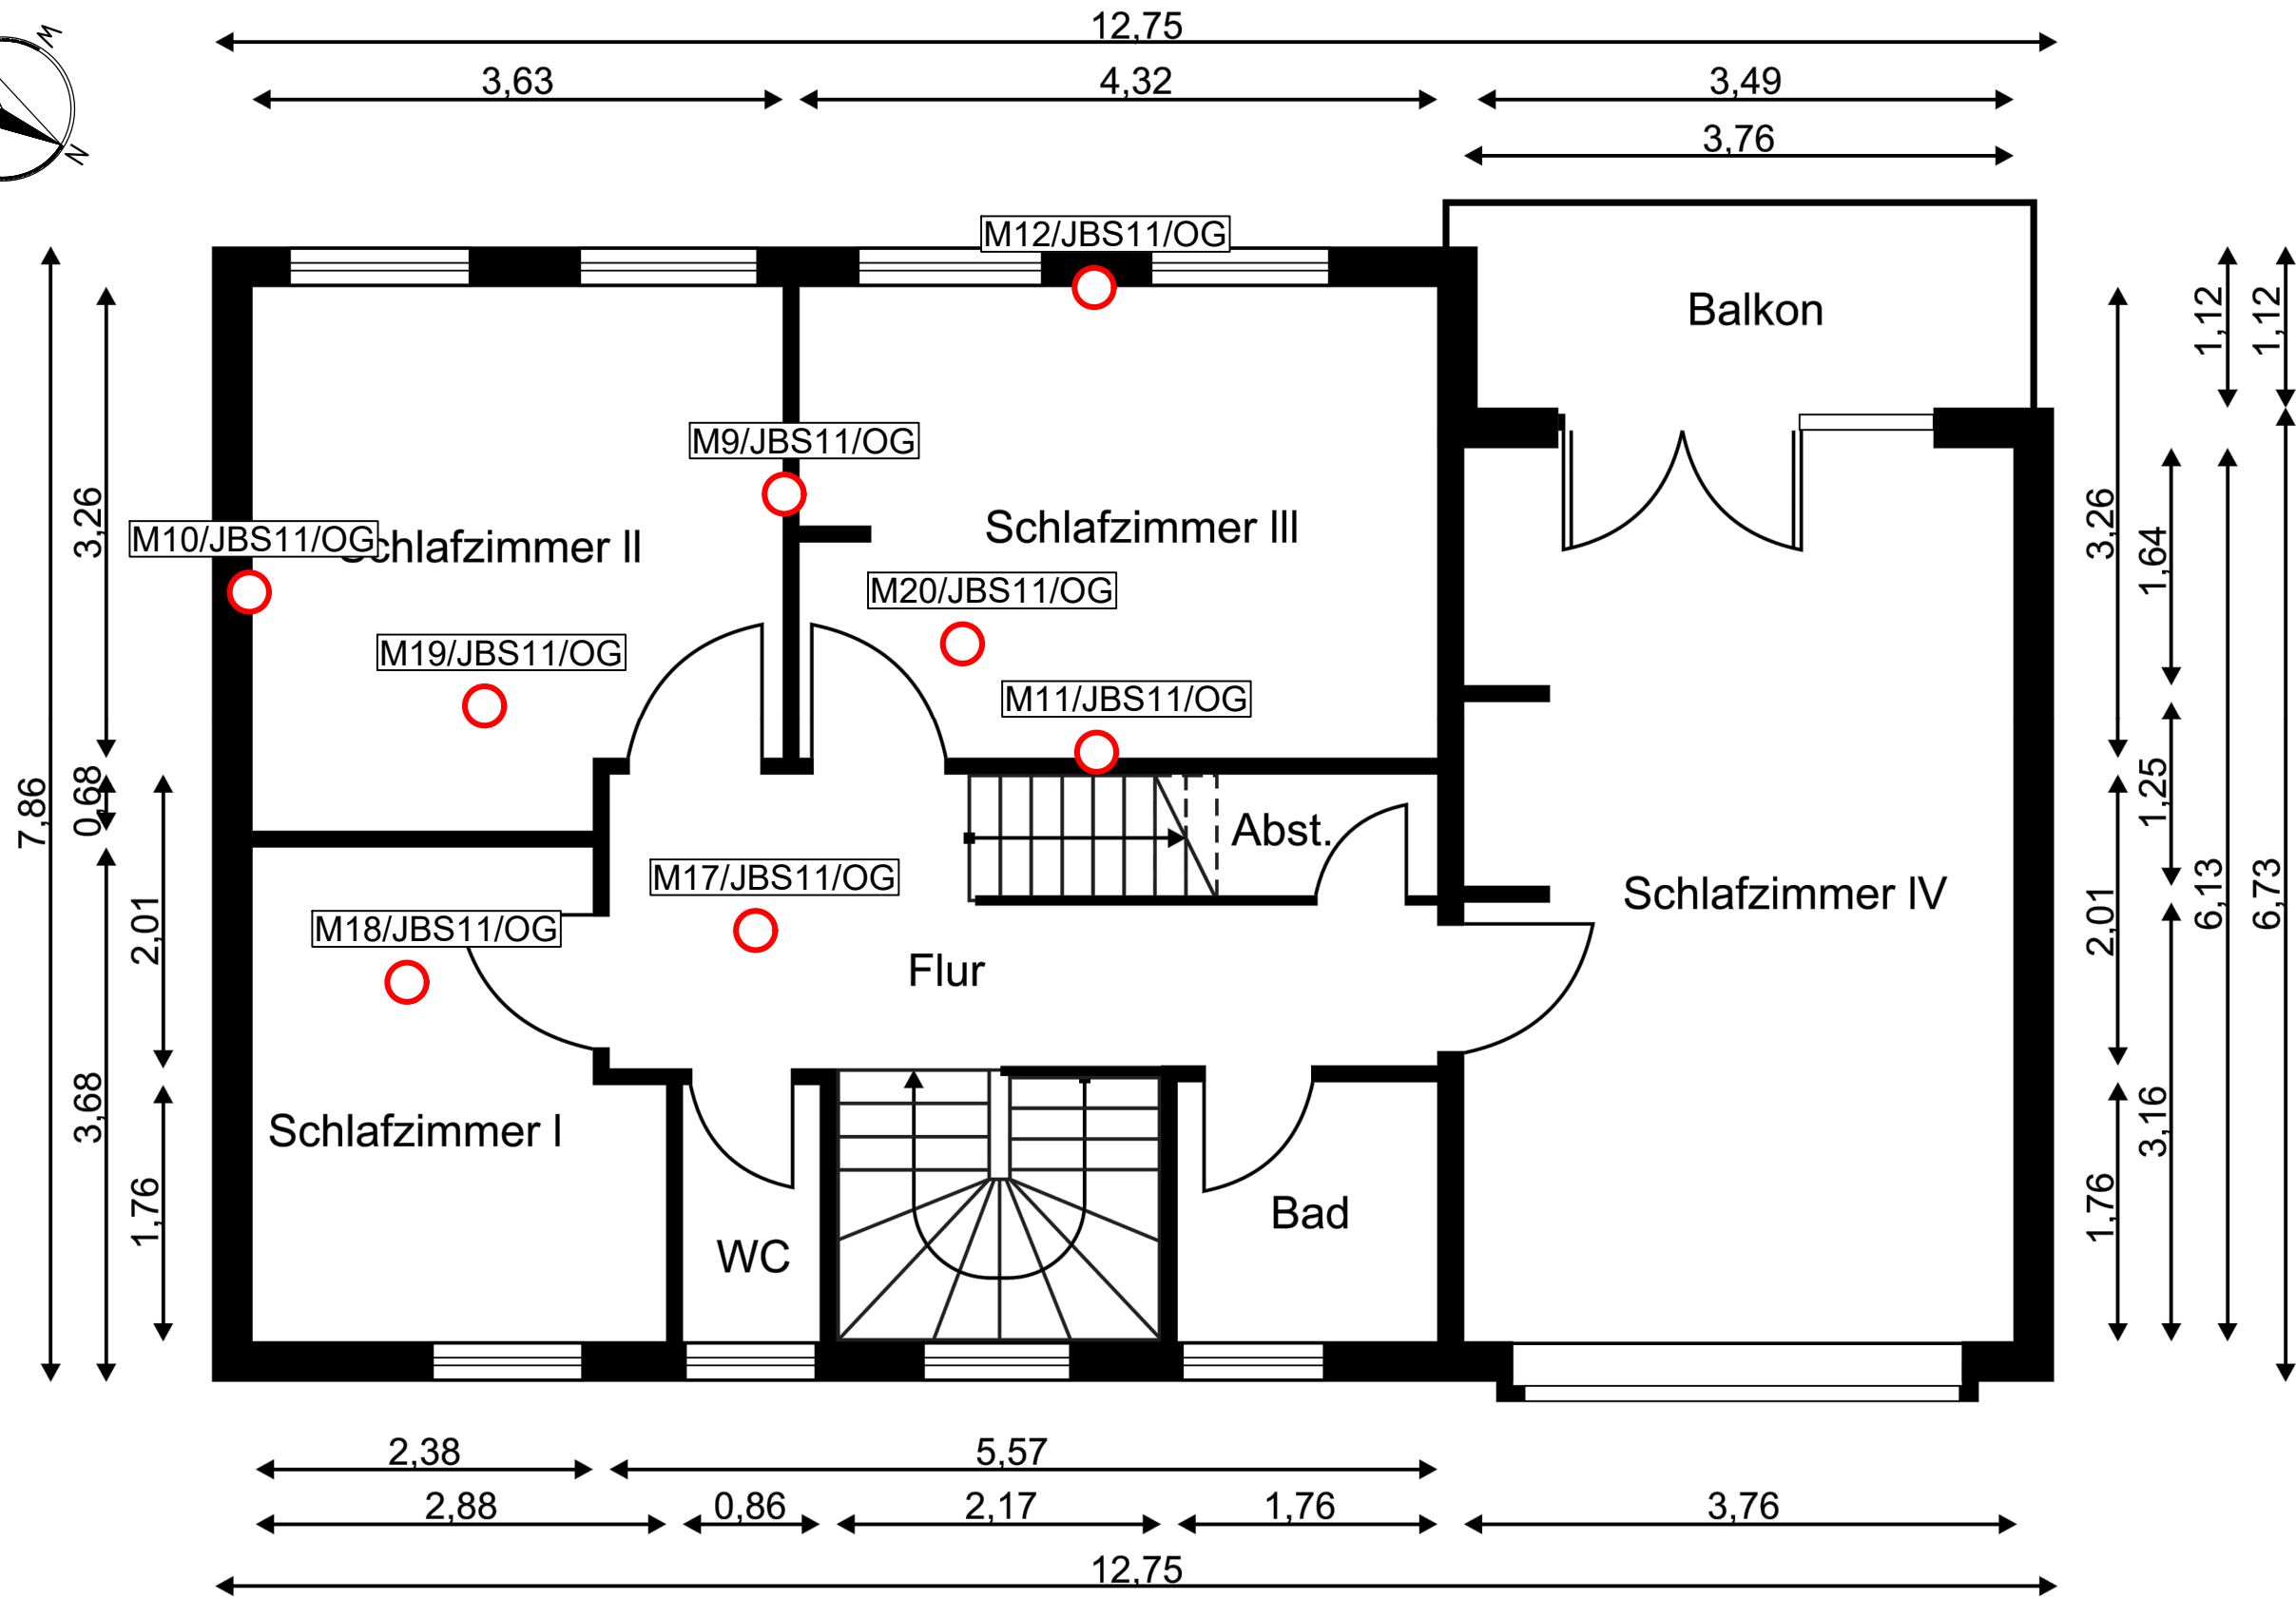 12,75
3,63
4,32
3,49
3,76
W
N
M12/JBS11/OG
Balkon
1,12
1,12
M9/JBS11/OG
3,26
Schlafzimmer III
3,26
M10/JBS11/OG
chlafzimmer II
1,64
M20/JBS11/OG
M19/JBS11/OG
M11/JBS11/OG
7,86
0,68
1,25
Abst.
M17/JBS11/OG
Schlafzimmer IV
6,13
6,73
M18/JBS11/OG
2,01
2,01
Flur
3,68
Schlafzimmer I
3,16
1,76
1,76
Bad
WC
2,38
5,57
2,88
0,86
2,17
1,76
3,76
12,75